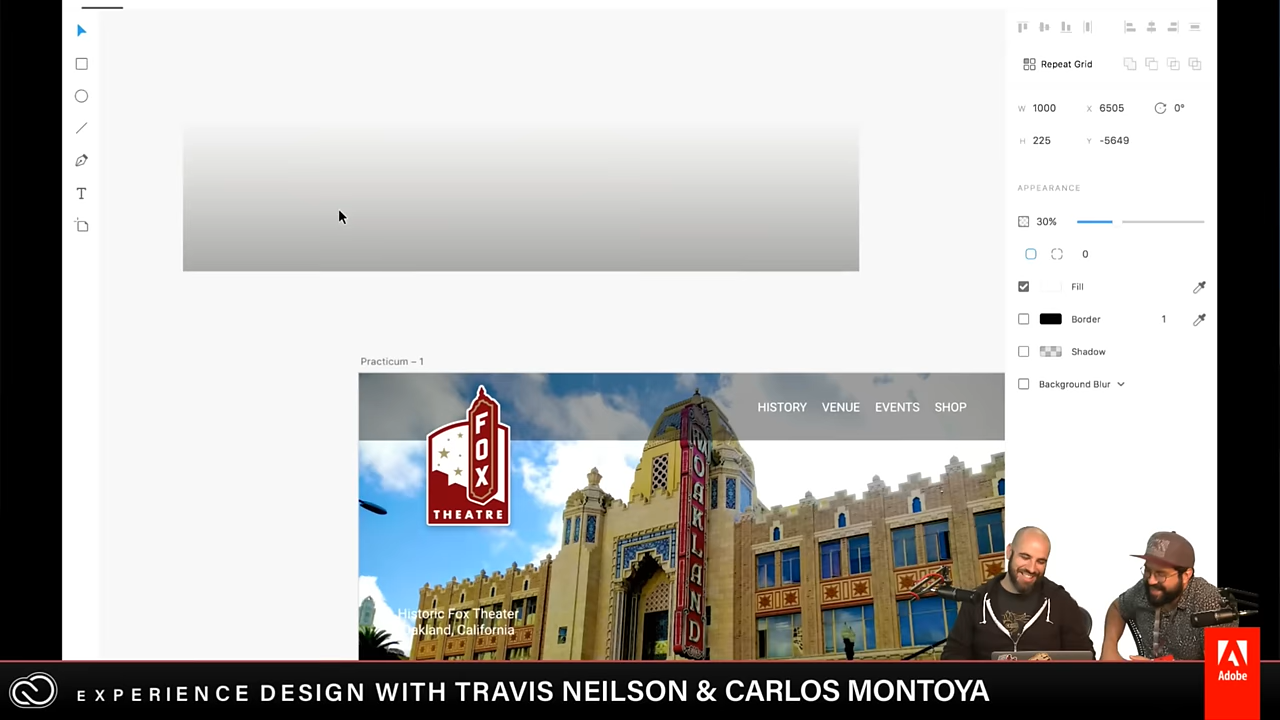 Repeat Grid
W 1000 X 6505 0°
H 225 Y -5649
APPEARANCE
30%
0
Fill
Border 1
Shadow
Background Blur
T
Practicum – 1
HISTORY VENUE EVENTS SHOP
FOX
THEATRE
OAKLAND
Historic Fox Theater
Oakland, California
EXPERIENCE DESIGN WITH TRAVIS NEILSON & CARLOS MONTOYA
Adobe